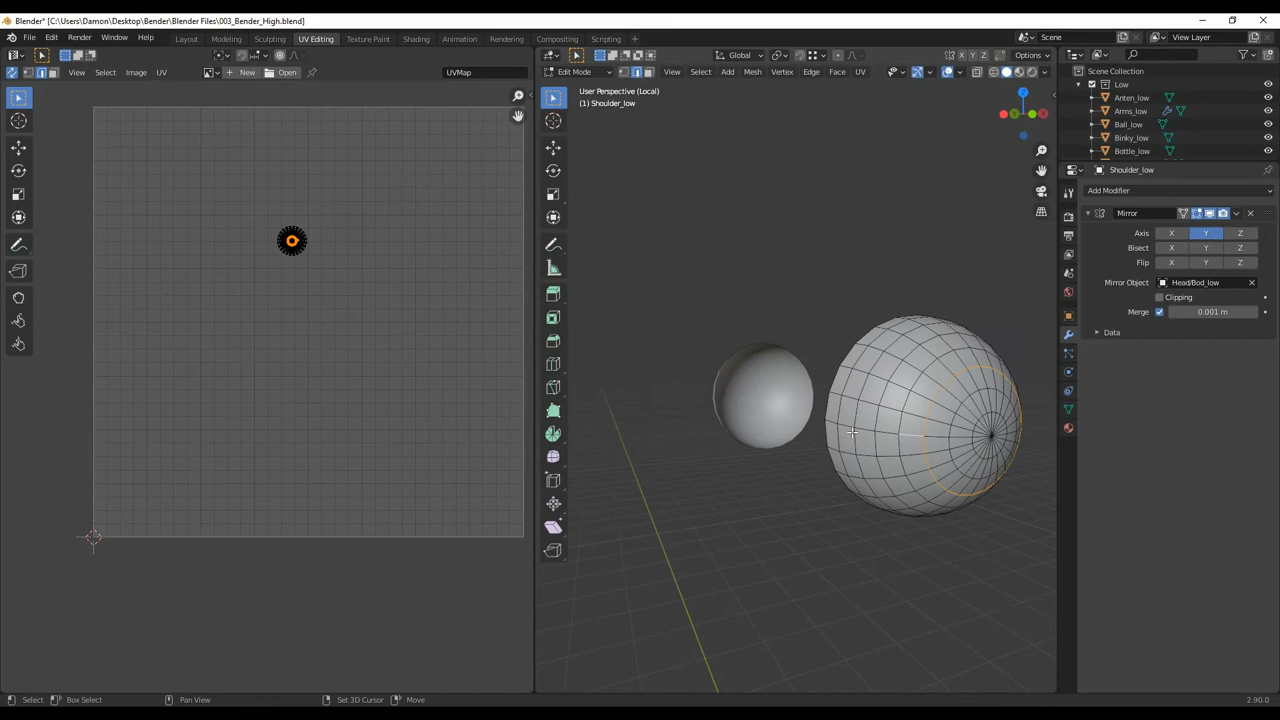 Blender* [C:\Users\Damon\Desktop\Bender\Blender Files\003_Bender_High.blend]
File Edit Render Window Help Layout Modeling Sculpting UV Editing Texture Paint Shading Animation Rendering Compositing Scripting + Scene View Layer
Global Options
View Select Image UV + New Open UVMap
Edit Mode View Select Add Mesh Vertex Edge Face UV
User Perspective (Local)
(1) Shoulder_low
Z
Y
X
Scene Collection
Low
Anten_low
Arms_low
Ball_low
Binky_low
Bottle_low
Shoulder_low
Add Modifier
Mirror
Axis X Y Z
Bisect X Y Z
Flip X Y Z
Mirror Object Head/Bod_low
Clipping
Merge 0.001 m
Data
Select Box Select Pan View Set 3D Cursor Move 2.90.0